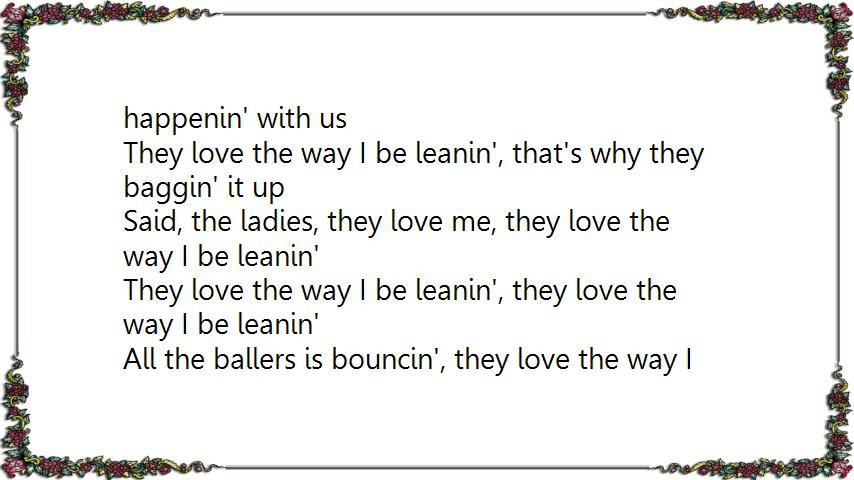 happenin' with us
They love the way I be leanin', that's why they
baggin' it up
Said, the ladies, they love me, they love the
way I be leanin'
They love the way I be leanin', they love the
way I be leanin'
All the ballers is bouncin', they love the way I